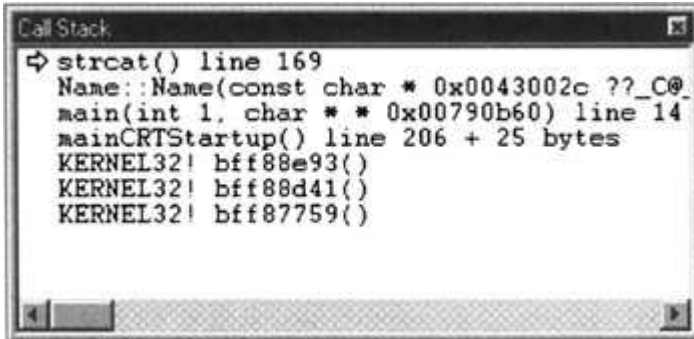 Call Stack
strcat() line 169
Name::Name(const char * 0x0043002c ??_C@_
main(int 1, char * * 0x00790b60) line 14
mainCRTStartup() line 206 + 25 bytes
KERNEL32! bff88e93()
KERNEL32! bff88d41()
KERNEL32! bff87759()